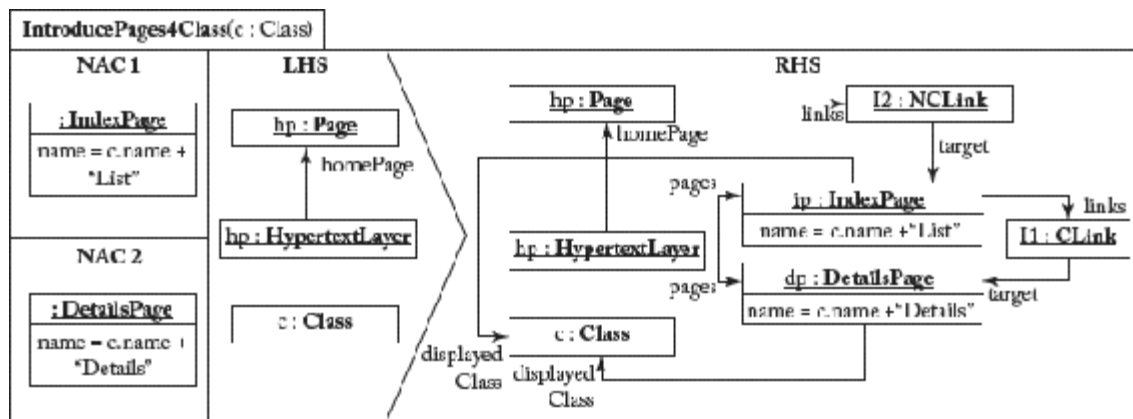 IntroducePages4Class(c : Class)
NAC 1
: IndexPage
name = c.name +
"List"
NAC 2
: DetailsPage
name = c.name +
"Details"
LHS
hp : Page
homePage
hp : HypertextLayer
c : Class
RHS
hp : Page
homePage
links
l2 : NCLink
target
pages
ip : IndexPage
name = c.name +"List"
links
l1 : CLink
hp : HypertextLayer
pages
dp : DetailsPage
name = c.name +"Details"
target
c : Class
displayed
Class
displayed
Class